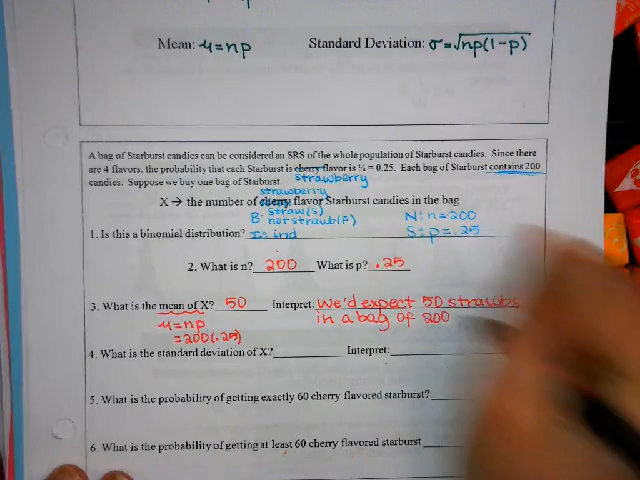 Mean: μ = np Standard Deviation: σ = √np(1-p)
A bag of Starburst candies can be considered an SRS of the whole population of Starburst candies. Since there
are 4 flavors, the probability that each Starburst is cherry flavor is ¼ = 0.25. Each bag of Starburst contains 200
candies. Suppose we buy one bag of Starburst strawberry
strawberry
X → the number of cherry flavor Starburst candies in the bag
B: straw(S) N: n=200
not straub(F)
1. Is this a binomial distribution? I: ind S: p=.25
2. What is n? 200 What is p? .25
3. What is the mean of X? 50 Interpret: We'd expect 50 strawbs
μ=np in a bag of 200
=200(.25)
4. What is the standard deviation of X? Interpret:
5. What is the probability of getting exactly 60 cherry flavored starburst?
6. What is the probability of getting at least 60 cherry flavored starburst